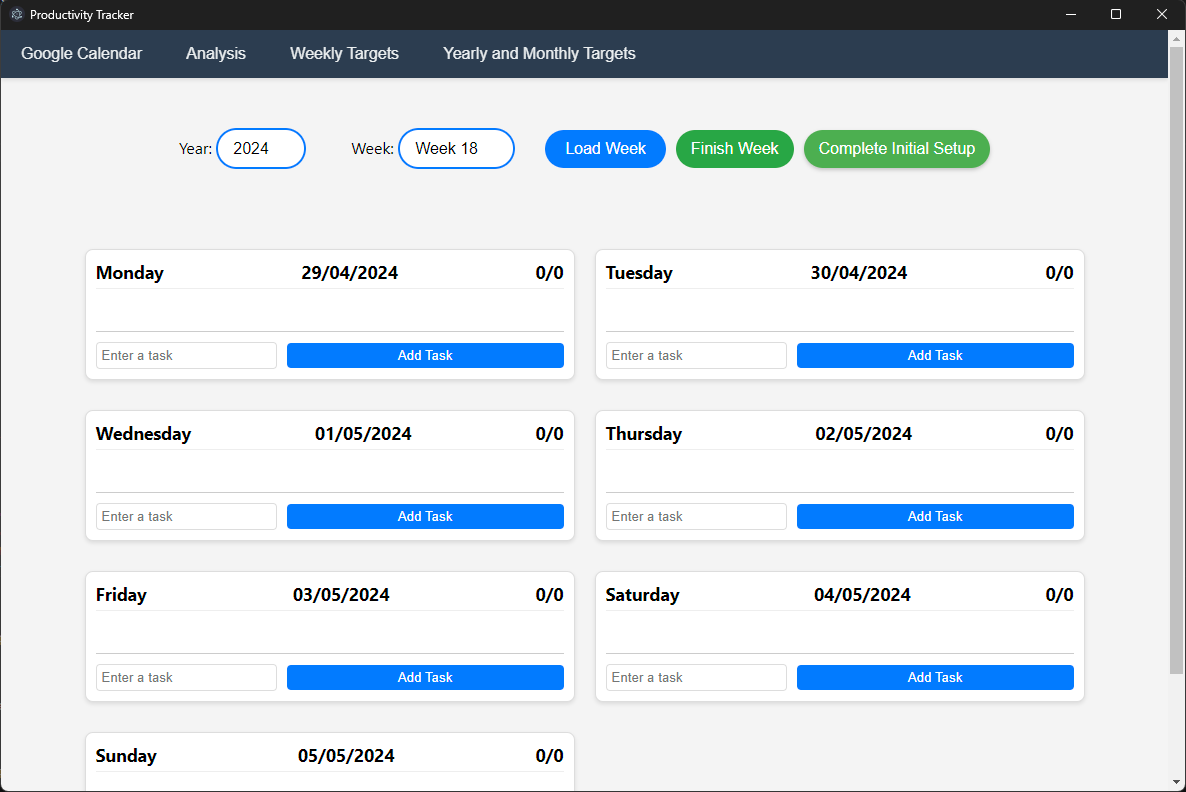 Productivity Tracker
Google Calendar Analysis Weekly Targets Yearly and Monthly Targets
Year: 2024 Week: Week 18 Load Week Finish Week Complete Initial Setup
Monday 29/04/2024 0/0
Enter a task Add Task
Tuesday 30/04/2024 0/0
Enter a task Add Task
Wednesday 01/05/2024 0/0
Enter a task Add Task
Thursday 02/05/2024 0/0
Enter a task Add Task
Friday 03/05/2024 0/0
Enter a task Add Task
Saturday 04/05/2024 0/0
Enter a task Add Task
Sunday 05/05/2024 0/0